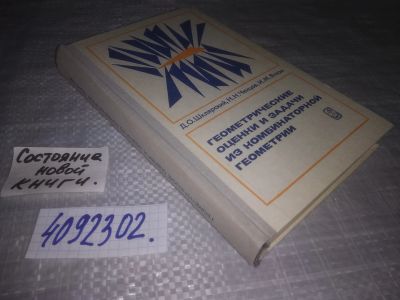 Д.О.Шклярский, Н.Н.Ченцов, И.М.Яглом
ГЕОМЕТРИЧЕСКИЕ
ОЦЕНКИ И ЗАДАЧИ
ИЗ КОМБИНАТОРНОЙ
ГЕОМЕТРИИ
Состояние
новой
книги.
4092302.